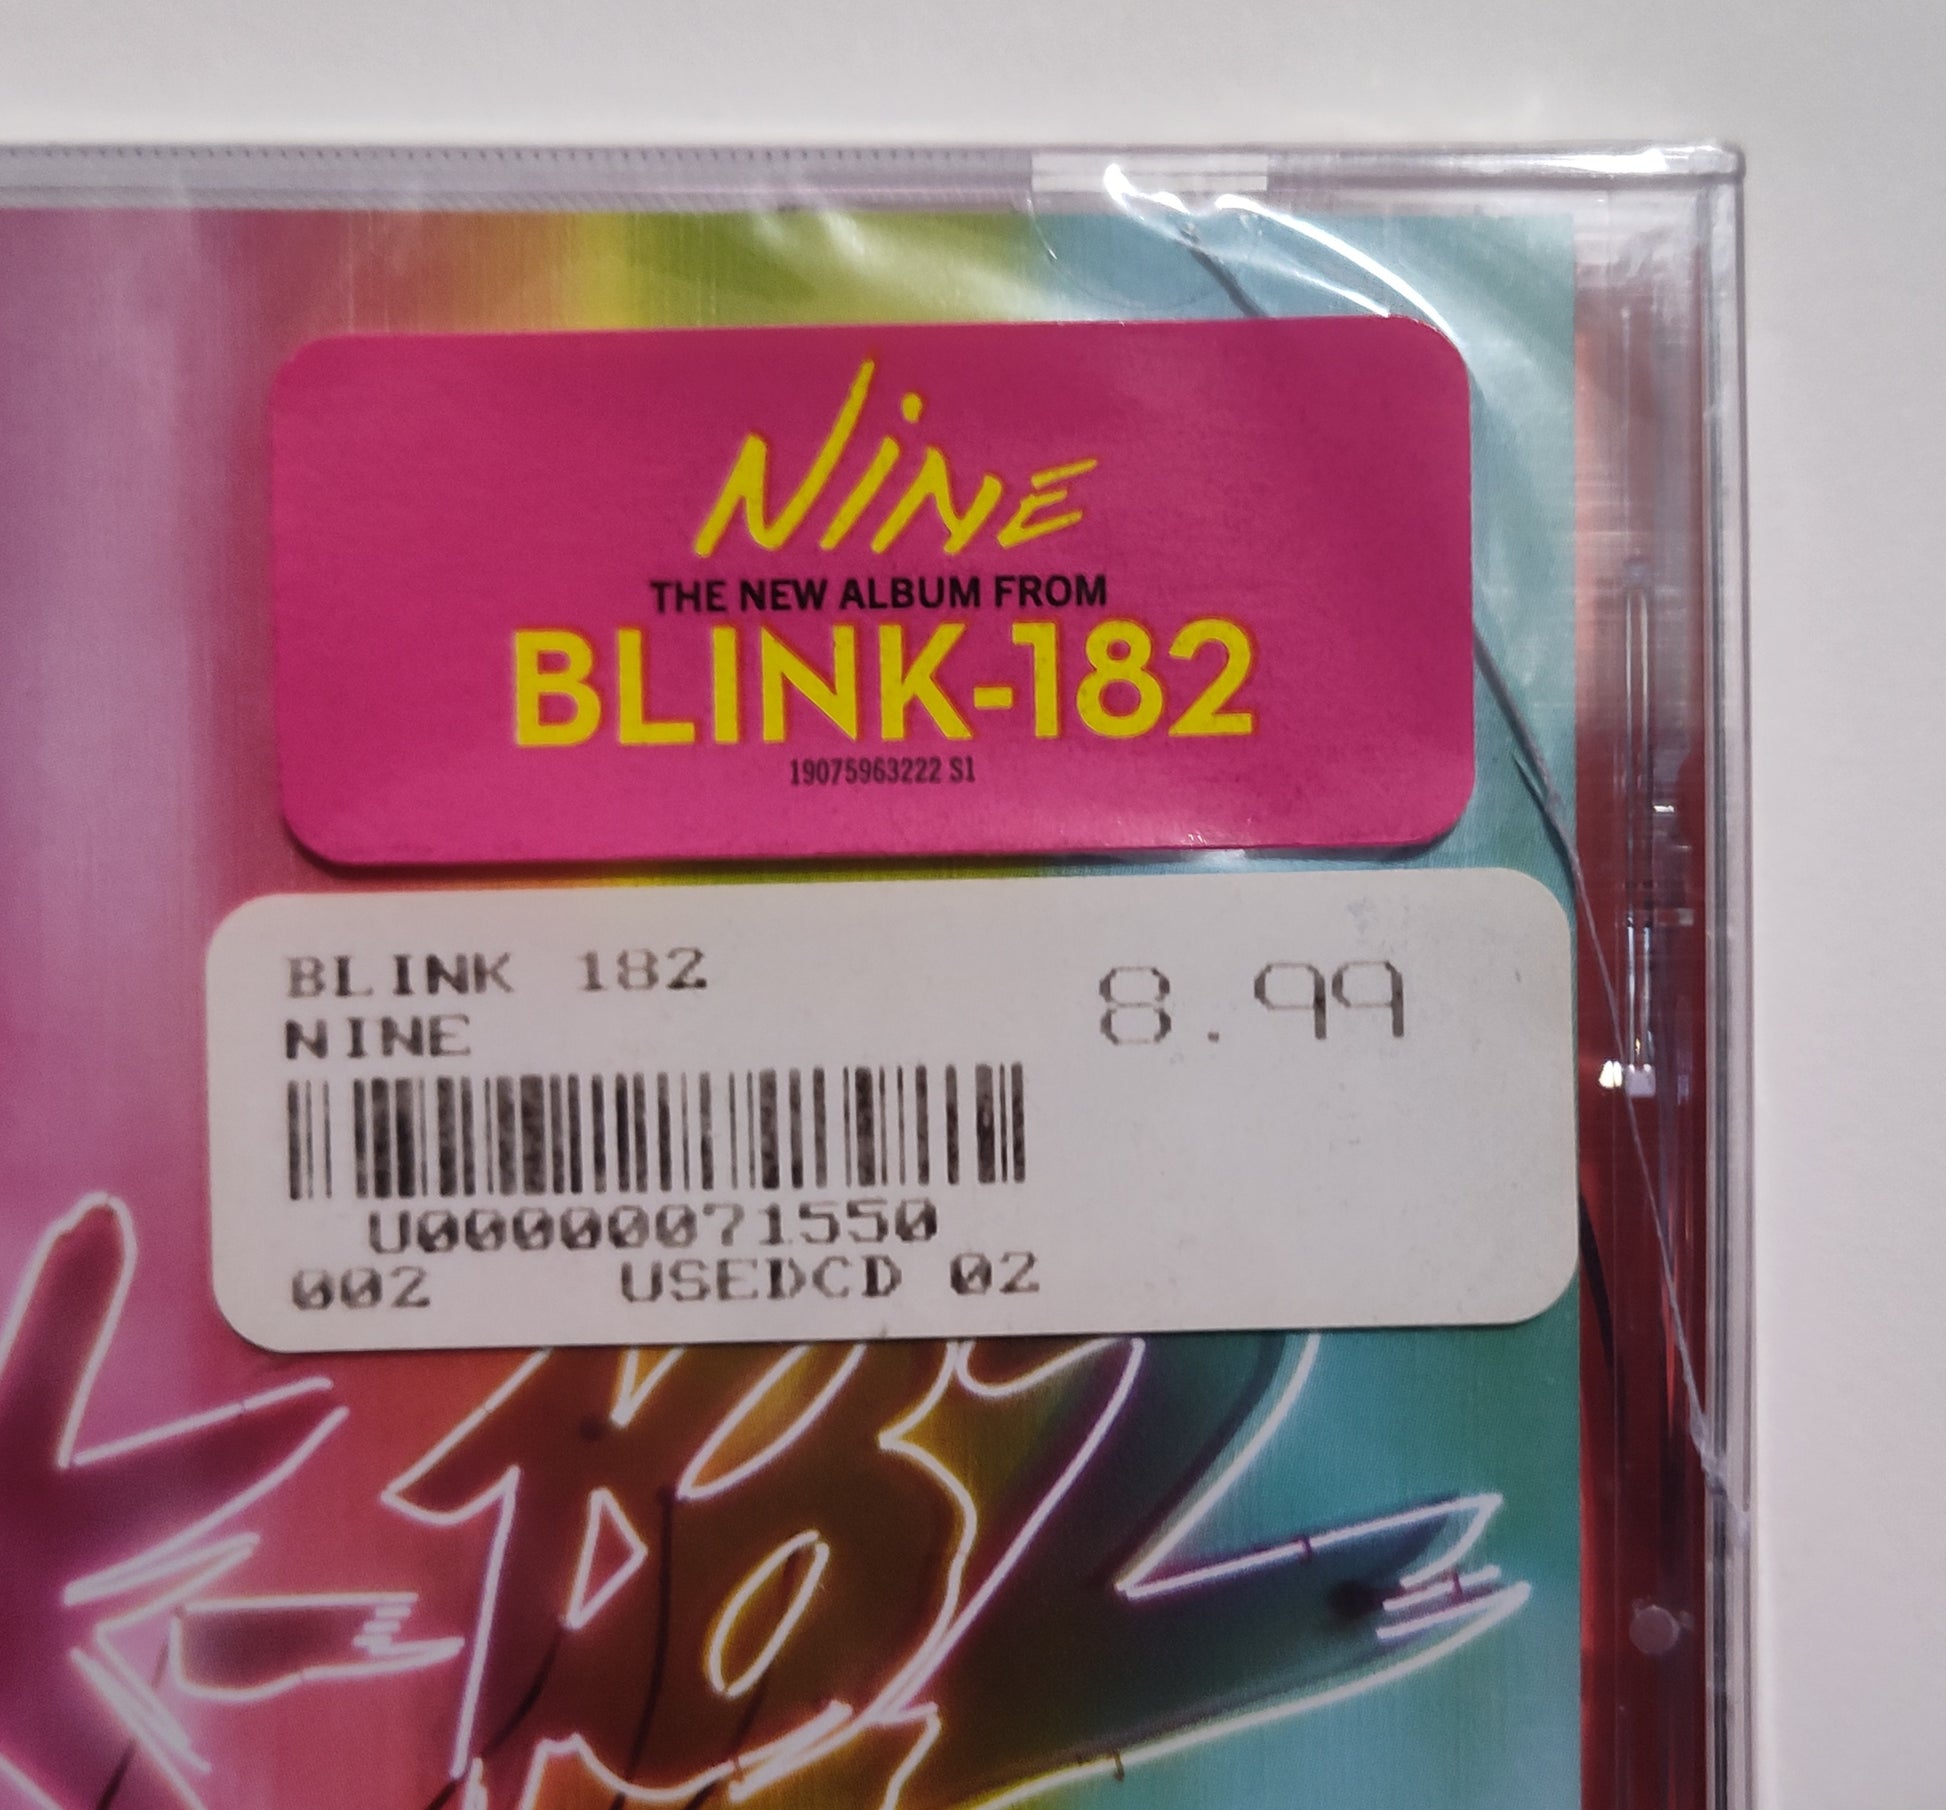 NiNE
THE NEW ALBUM FROM
BLINK-182
19075963222 S1
BLINK 182
8.99
NINE
U00000071550
002 USEDCD 02